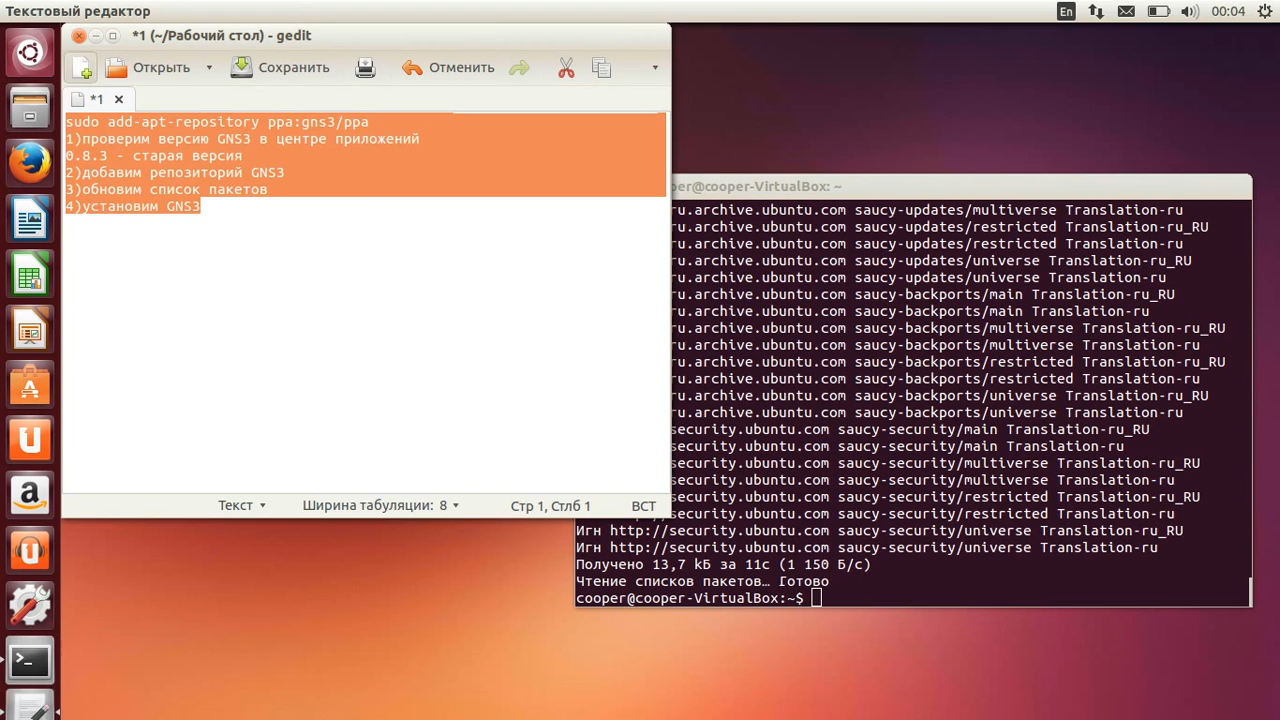 Текстовый редактор
En
00:04
*1 (~/Рабочий стол) - gedit
Открыть
Сохранить
Отменить
*1
sudo add-apt-repository ppa:gns3/ppa
1)проверим версию GNS3 в центре приложений
0.8.3 - старая версия
2)добавим репозиторий GNS3
3)обновим список пакетов
4)установим GNS3
Текст
Ширина табуляции: 8
Стр 1, Стлб 1
ВСТ
per@cooper-VirtualBox: ~
ru.archive.ubuntu.com saucy-updates/multiverse Translation-ru
ru.archive.ubuntu.com saucy-updates/restricted Translation-ru_RU
ru.archive.ubuntu.com saucy-updates/restricted Translation-ru
ru.archive.ubuntu.com saucy-updates/universe Translation-ru_RU
ru.archive.ubuntu.com saucy-updates/universe Translation-ru
ru.archive.ubuntu.com saucy-backports/main Translation-ru_RU
ru.archive.ubuntu.com saucy-backports/main Translation-ru
ru.archive.ubuntu.com saucy-backports/multiverse Translation-ru_RU
ru.archive.ubuntu.com saucy-backports/multiverse Translation-ru
ru.archive.ubuntu.com saucy-backports/restricted Translation-ru_RU
ru.archive.ubuntu.com saucy-backports/restricted Translation-ru
ru.archive.ubuntu.com saucy-backports/universe Translation-ru_RU
ru.archive.ubuntu.com saucy-backports/universe Translation-ru
security.ubuntu.com saucy-security/main Translation-ru_RU
security.ubuntu.com saucy-security/main Translation-ru
security.ubuntu.com saucy-security/multiverse Translation-ru_RU
security.ubuntu.com saucy-security/multiverse Translation-ru
security.ubuntu.com saucy-security/restricted Translation-ru_RU
security.ubuntu.com saucy-security/restricted Translation-ru
Игн http://security.ubuntu.com saucy-security/universe Translation-ru_RU
Игн http://security.ubuntu.com saucy-security/universe Translation-ru
Получено 13,7 kБ за 11с (1 150 Б/с)
Чтение списков пакетов… Готово
cooper@cooper-VirtualBox:~$